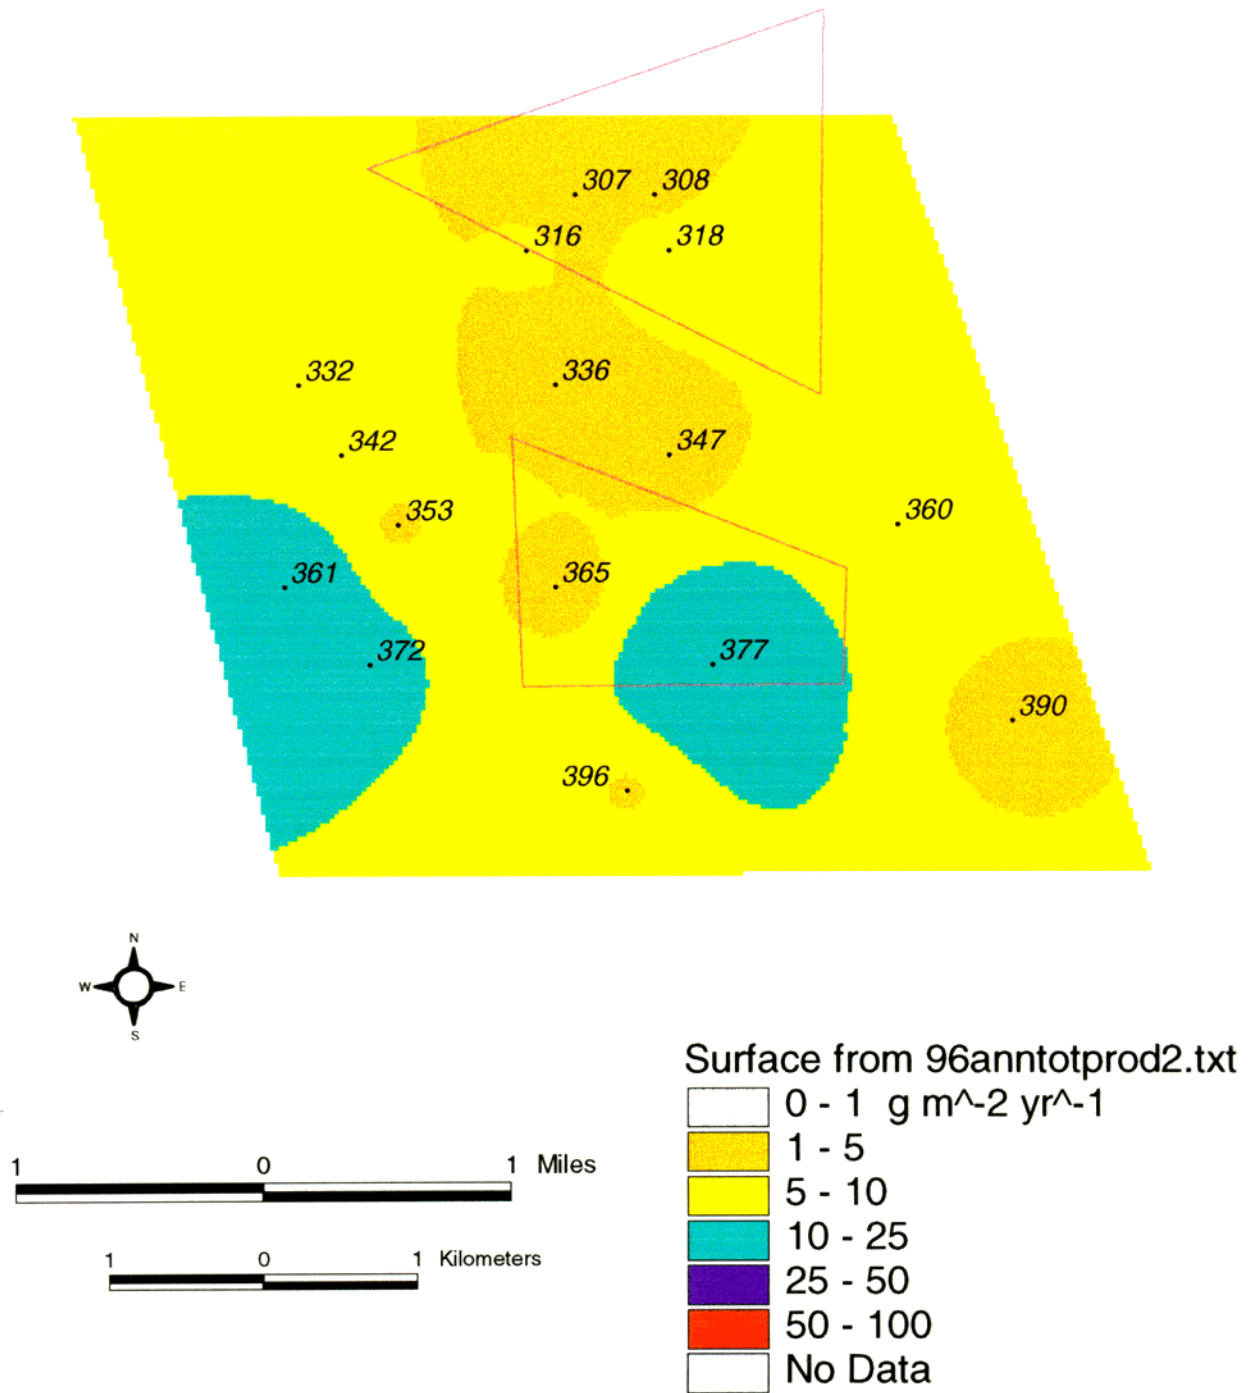 307 308
316 318
332 336
342 347
353 360
361 365
372 377
390
396
N
W E
S
1 0 1 Miles
1 0 1 Kilometers
Surface from 96anntotprod2.txt
0 - 1 g m^-2 yr^-1
1 - 5
5 - 10
10 - 25
25 - 50
50 - 100
No Data